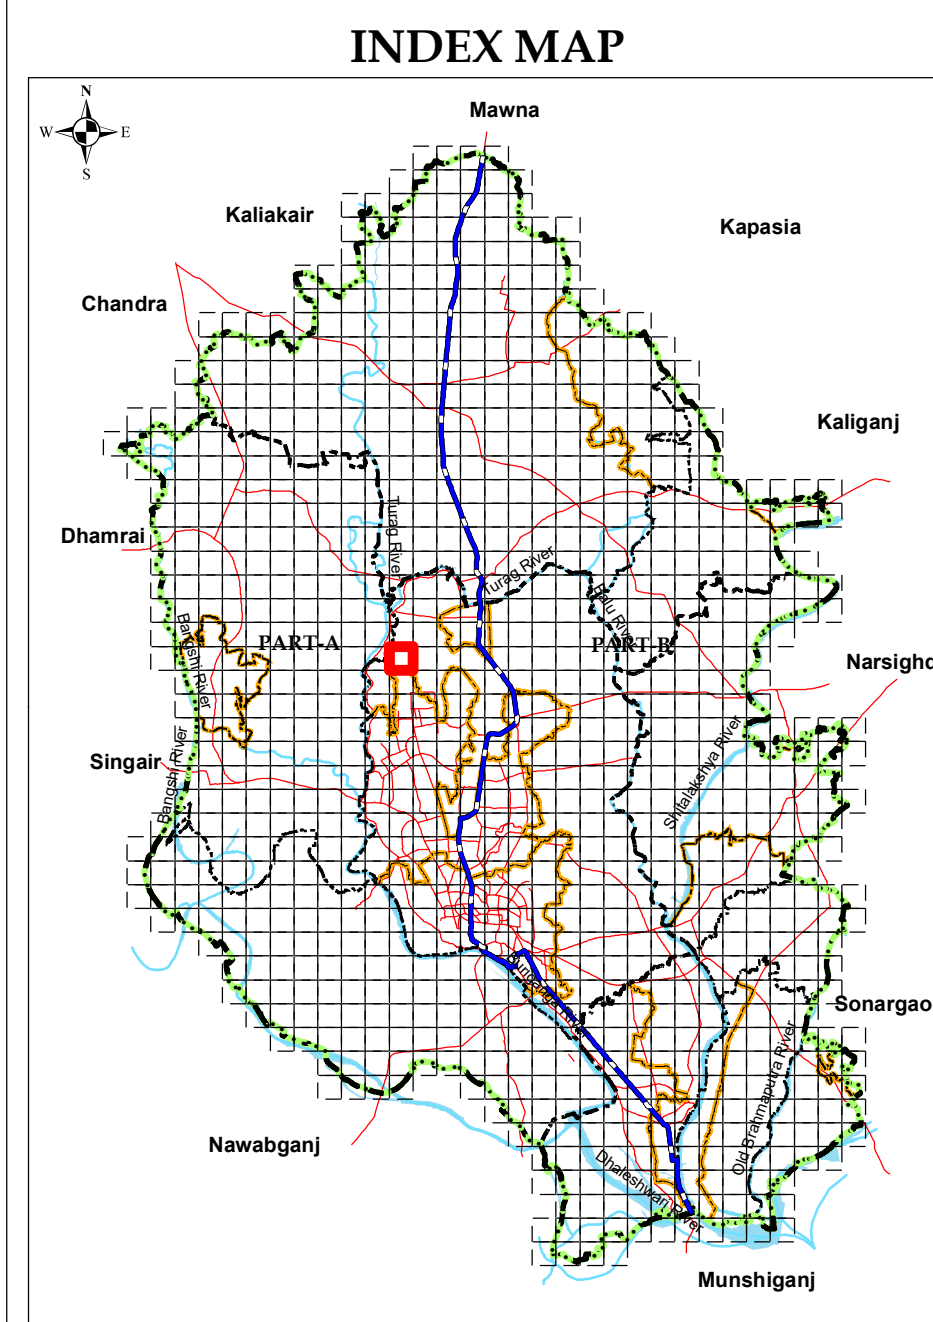 INDEX MAP
N
W E
S
Mawna
Kaliakair
Kapasia
Chandra
Kaliganj
Dhamrai
Turag River
Turag River
Balu River
Bangshi River
PART-A
PART-B
Narsighd
Singair
Bangshi River
Shitalakshya River
Buriganga River
Sonargao
Old Brahmaputra River
Nawabganj
Dhaleshwari River
Munshiganj